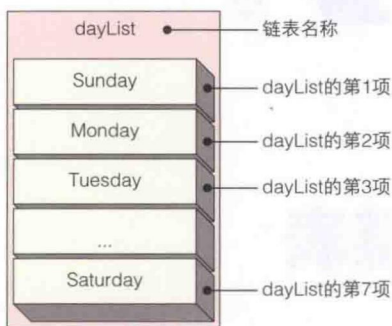 dayList 链表名称
Sunday dayList的第1项
Monday dayList的第2项
Tuesday dayList的第3项
...
Saturday dayList的第7项